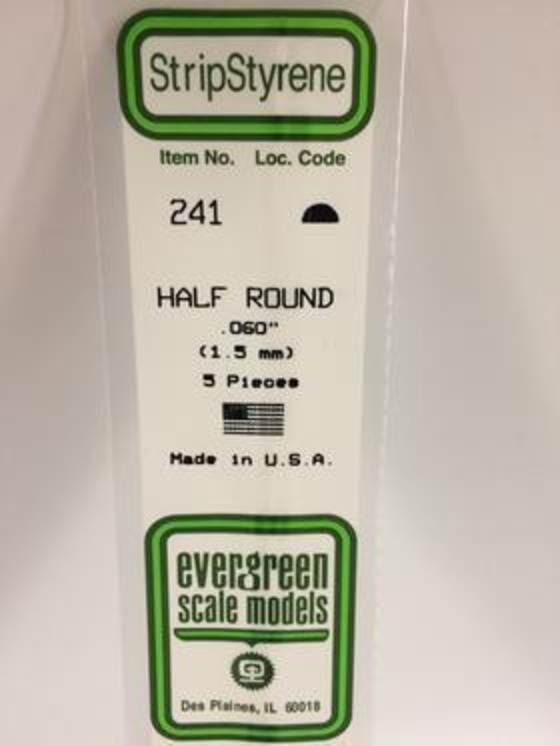 StripStyrene
Item No. Loc. Code
241
HALF ROUND
.060"
(1.5 mm)
5 Pieces
Made in U.S.A.
evergreen
scale models
Des Plaines, IL 60018